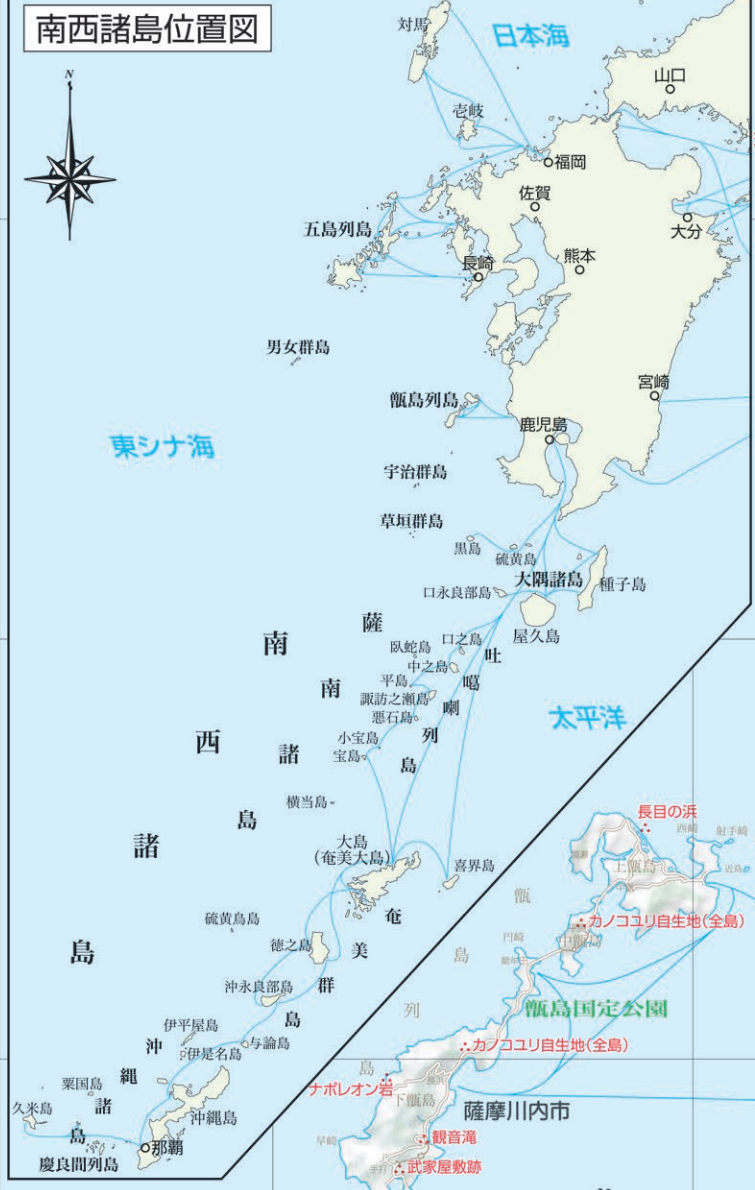 南西諸島位置図
N
対馬
日本海
山口
壱岐
福岡
佐賀
大分
五島列島
長崎
熊本
男女群島
宮崎
甑島列島
鹿児島
東シナ海
宇治群島
草垣群島
黒島
硫黄島
大隅諸島
種子島
口永良部島
屋久島
南西諸島
薩南諸島
吐噶喇列島
口之島
臥蛇島
中之島
平島
諏訪之瀬島
悪石島
小宝島
宝島
太平洋
横当島
大島
(奄美大島)
喜界島
奄美群島
硫黄鳥島
徳之島
沖永良部島
与論島
伊平屋島
伊是名島
沖縄諸島
粟国島
久米島
沖縄島
那覇
慶良間列島
長目の浜
西崎
射手崎
近島
上甑島
カノコユリ自生地(全島)
中甑島
円崎
甑島列島
甑島国定公園
カノコユリ自生地(全島)
ナポレオン岩
下甑島
薩摩川内市
早崎
観音滝
手打
武家屋敷跡